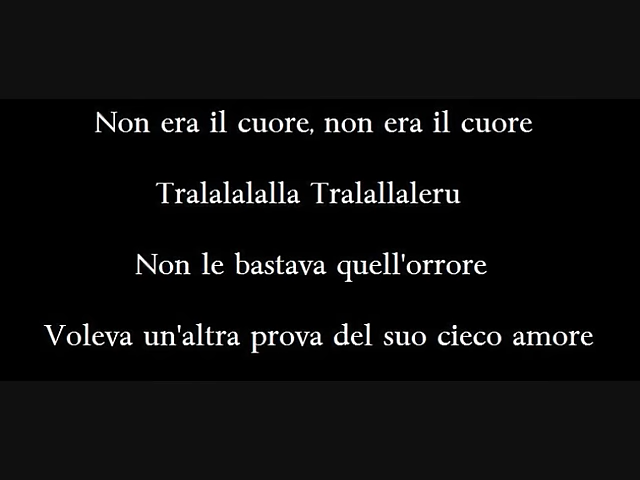 Non era il cuore, non era il cuore
Tralalalalla Tralallaleru
Non le bastava quell'orrore
Voleva un'altra prova del suo cieco amore